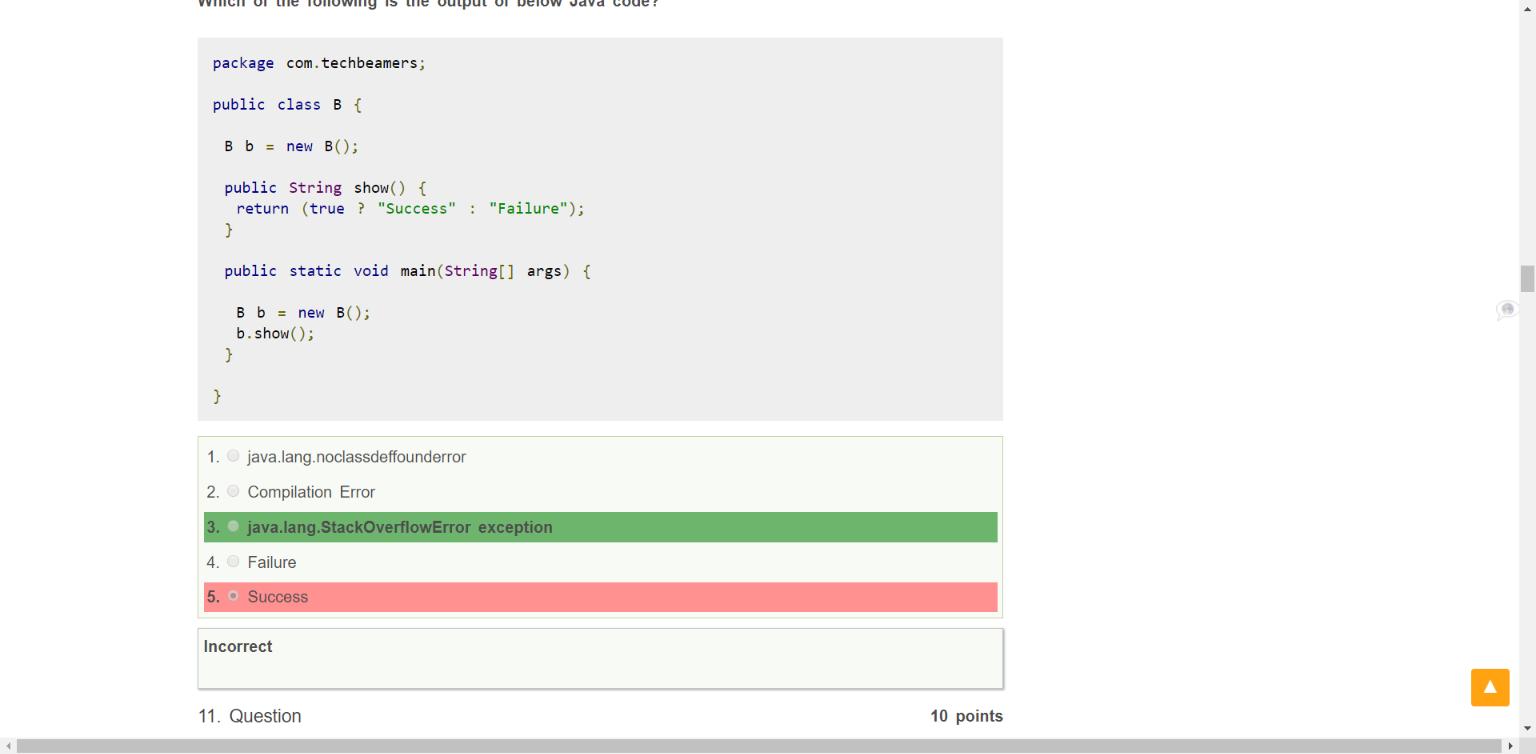 Which of the following is the output of below Java code?
package com.techbeamers;
public class B {
B b = new B();
public String show() {
return (true ? "Success" : "Failure");
}
public static void main(String[] args) {
B b = new B();
b.show();
}
}
1. java.lang.noclassdeffounderror
2. Compilation Error
3. java.lang.StackOverflowError exception
4. Failure
5. Success
Incorrect
11. Question 10 points